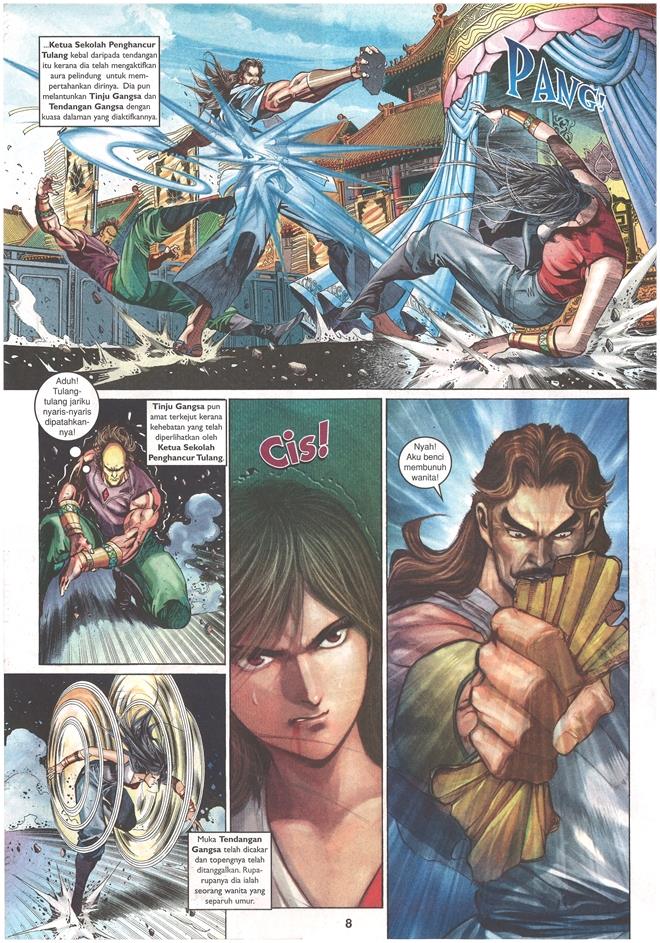 ...Ketua Sekolah Penghancur
Tulang kebal daripada tendangan
itu kerana dia telah mengaktifkan
aura pelindung untuk mem-
pertahankan dirinya. Dia pun
melantunkan Tinju Gangsa dan
Tendangan Gangsa dengan
kuasa dalaman yang diaktifkannya.
PANG!
Aduh!
Tulang-
tulang jariku
nyaris-nyaris
dipatahkan-
nya!
Tinju Gangsa pun
amat terkejut kerana
kehebatan yang telah
diperlihatkan oleh
Ketua Sekolah
Penghancur Tulang.
Cis!
Nyah!
Aku benci
membunuh
wanita!
Muka Tendangan
Gangsa telah dicakar
dan topengnya telah
ditanggalkan. Rupa-
rupanya dia ialah
seorang wanita yang
separuh umur.
8